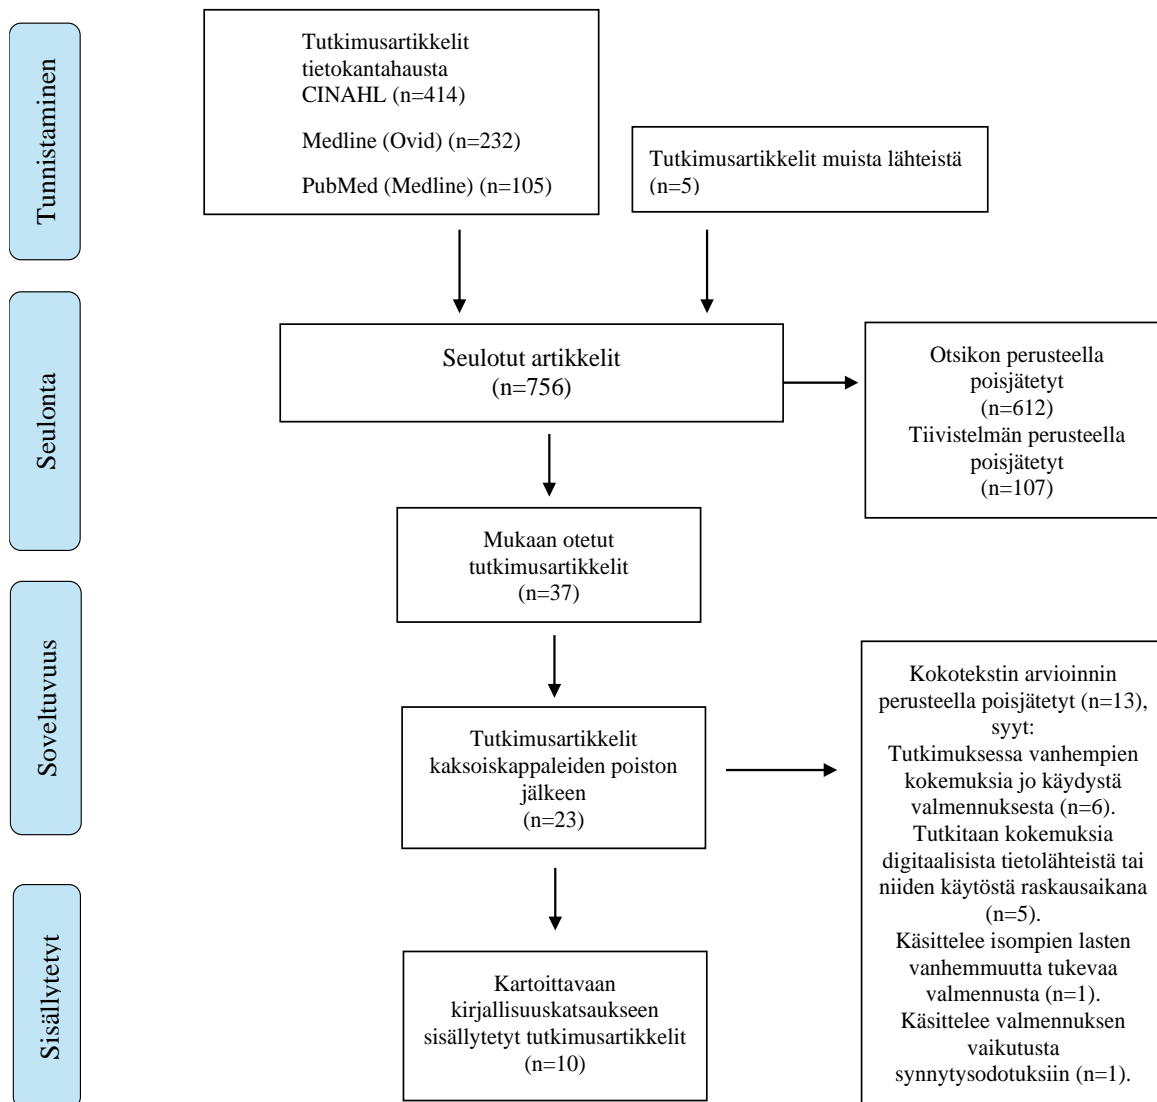 Tunnistaminen
Tutkimusartikkelit
tietokantahausta
CINAHL (n=414)
Medline (Ovid) (n=232)
PubMed (Medline) (n=105)
Tutkimusartikkelit muista lähteistä
(n=5)
Seulonta
Seulotut artikkelit
(n=756)
Otsikon perusteella
poisjätetyt
(n=612)
Tiivistelmän perusteella
poisjätetyt
(n=107)
Mukaan otetut
tutkimusartikkelit
(n=37)
Soveltuvuus
Tutkimusartikkelit
kaksoiskappaleiden poiston
jälkeen
(n=23)
Kokotekstin arvioinnin
perusteella poisjätetyt (n=13),
syyt:
Tutkimuksessa vanhempien
kokemuksia jo käydystä
valmennuksesta (n=6).
Tutkitaan kokemuksia
digitaalisista tietolähteistä tai
niiden käytöstä raskausaikana
(n=5).
Käsittelee isompien lasten
vanhemmuutta tukevaa
valmennusta (n=1).
Käsittelee valmennuksen
vaikutusta
synnytysodotuksiin (n=1).
Sisällytetyt
Kartoittavaan
kirjallisuuskatsaukseen
sisällytetyt tutkimusartikkelit
(n=10)